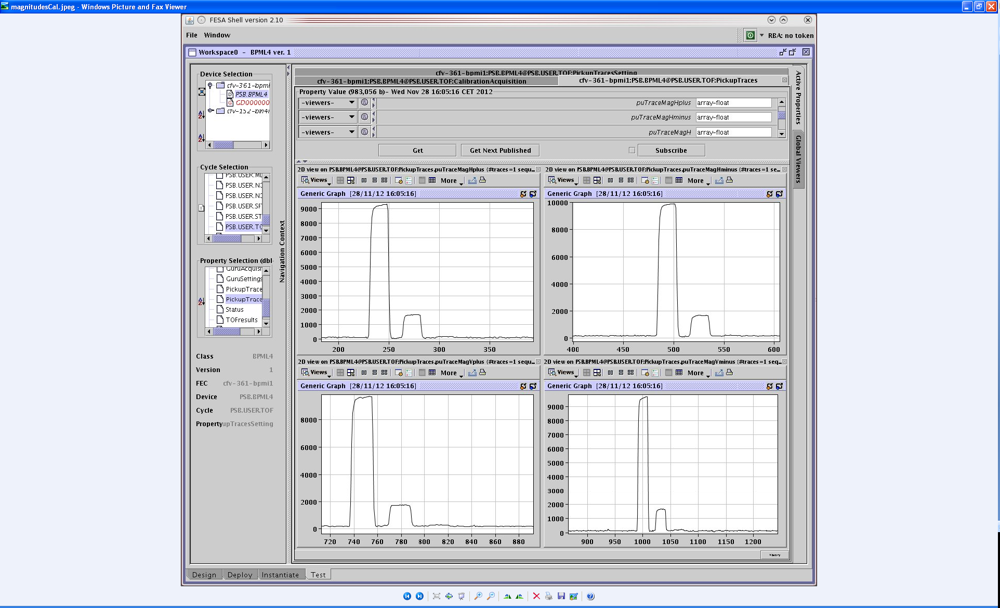 magnitudesCal.jpeg - Windows Picture and Fax Viewer
FESA Shell version 2.10
File Window
RBA: no token
Workspace0 - BPML4 ver. 1
Device Selection
cfv-361-bpmi
PSB.BPML4
GD000000
Cycle Selection
PSB.USER.N3
PSB.USER.N3
PSB.USER.SF
PSB.USER.ST
PSB.USER.TO
Property Selection (dbl-
GuruAcquisi
GuruSettings
PickupTrace
PickupTrace
Status
TOFresults
Class BPML4
Version 1
FEC cfv-361-bpmi1
Device PSB.BPML4
Cycle PSB.USER.TOF
Property upTracesSetting
Navigation Context
cfv-361-bpmi1:PSB.BPML4@PSB.USER.TOF:PickupTracesSetting
cfv-361-bpmi1:PSB.BPML4@PSB.USER.TOF:CalibrationAcquisition
cfv-361-bpmi1:PSB.BPML4@PSB.USER.TOF:PickupTraces
Property Value (983,056 b)- Wed Nov 28 16:05:16 CET 2012
-viewers- puTraceMagHplus array-float
-viewers- puTraceMagHminus array-float
-viewers- puTraceMagH array-float
Get Get Next Published Subscribe
Active Properties
Global Viewers
2D view on PSB.BPML4@PSB.USER.TOF:PickupTraces.puTraceMagHplus (#traces=1 sequ...
Views More
Generic Graph [28/11/12 16:05:16]
9000
8000
7000
6000
5000
4000
3000
2000
1000
0
200 250 300 350
2D view on PSB.BPML4@PSB.USER.TOF:PickupTraces.puTraceMagHminus (#traces=1 se...
Views More
Generic Graph [28/11/12 16:05:16]
10000
8000
6000
4000
2000
0
400 450 500 550 600
2D view on PSB.BPML4@PSB.USER.TOF:PickupTraces.puTraceMagVplus (#traces=1 sequ...
Views More
Generic Graph [28/11/12 16:05:16]
8000
6000
4000
2000
0
720 740 760 780 800 820 840 860 880
2D view on PSB.BPML4@PSB.USER.TOF:PickupTraces.puTraceMagVminus (#traces=1 seq...
Views More
Generic Graph [28/11/12 16:05:16]
9000
8000
7000
6000
5000
4000
3000
2000
1000
0
900 950 1000 1050 1100 1150 1200
Design Deploy Instantiate Test